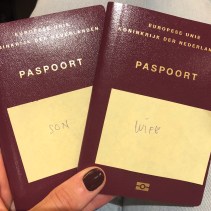 EUROPESE UNIE
KONINKRIJK DER NEDERLANDEN
PASPOORT
SON
EUROPESE UNIE
KONINKRIJK DER NEDERLANDEN
PASPOORT
WIFE